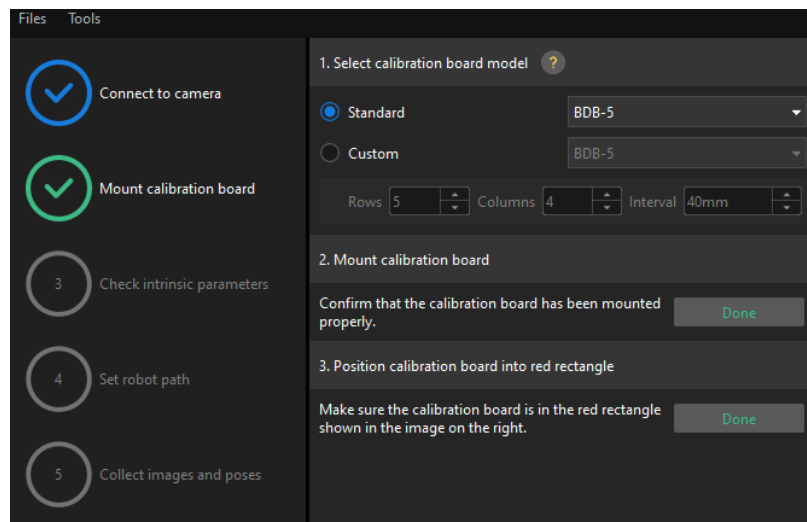 Files Tools
Connect to camera
Mount calibration board
3 Check intrinsic parameters
4 Set robot path
5 Collect images and poses
1. Select calibration board model ?
Standard BDB-5
Custom BDB-5
Rows 5 Columns 4 Interval 40mm
2. Mount calibration board
Confirm that the calibration board has been mounted
properly.
Done
3. Position calibration board into red rectangle
Make sure the calibration board is in the red rectangle
shown in the image on the right.
Done